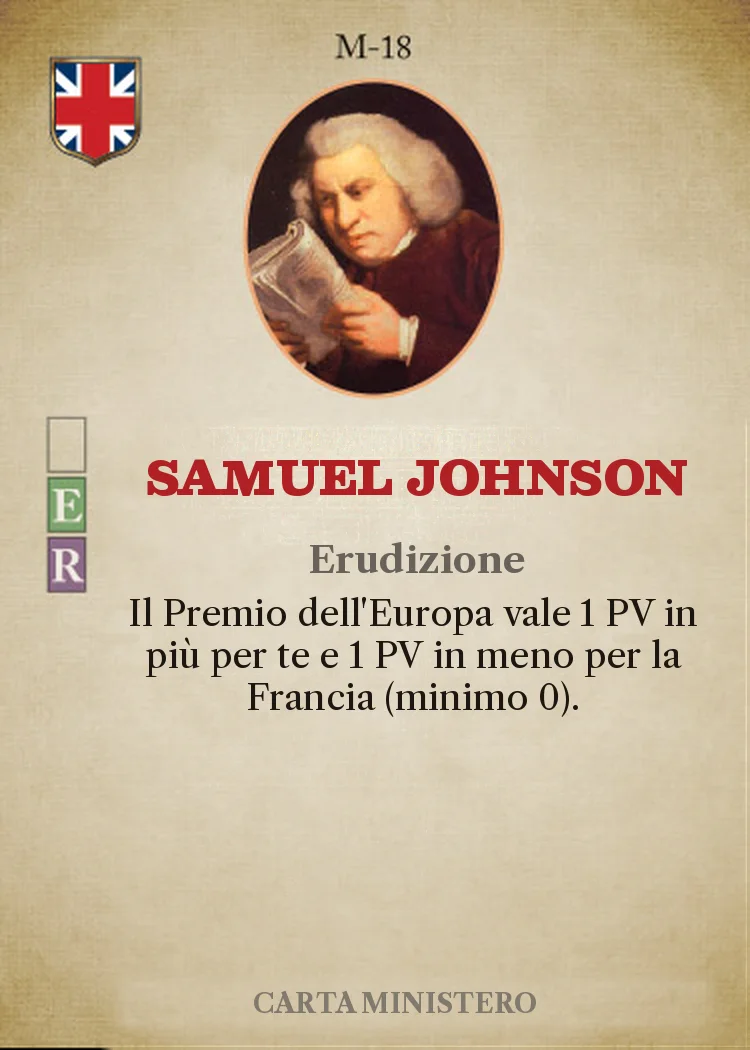 M-18
SAMUEL JOHNSON
E
R
Erudizione
Il Premio dell'Europa vale 1 PV in
più per te e 1 PV in meno per la
Francia (minimo 0).
CARTA MINISTERO